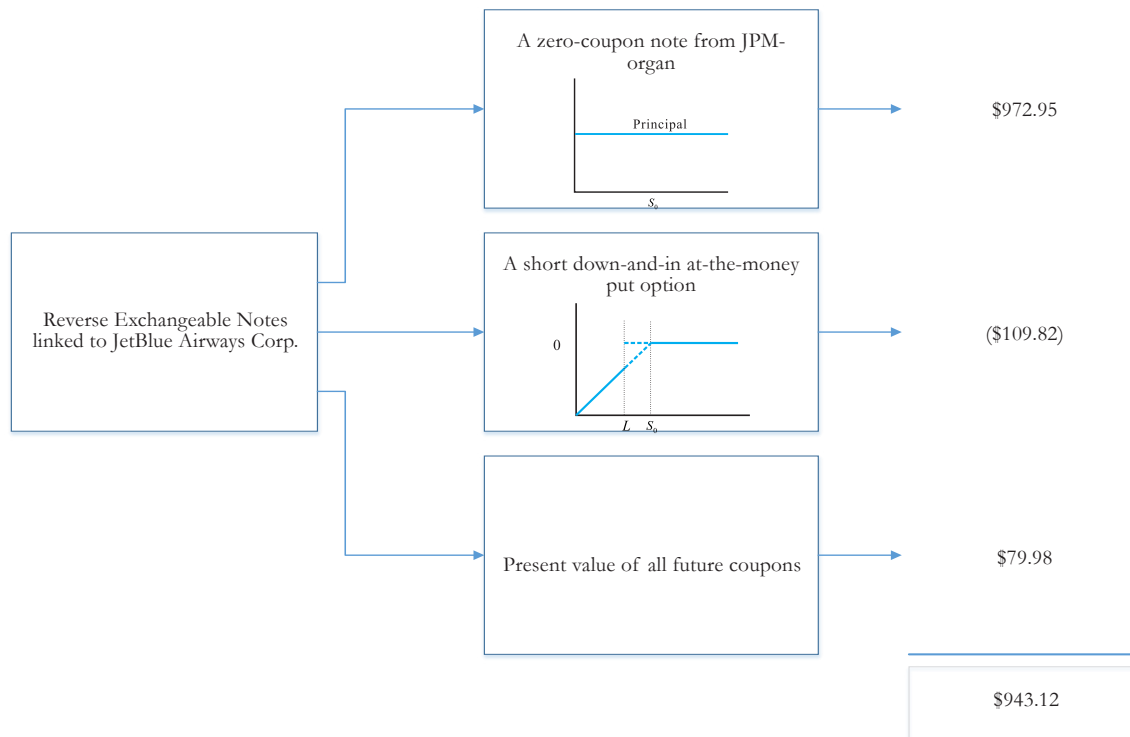 A zero-coupon note from JPM-
organ
Principal
S₀
$972.95
Reverse Exchangeable Notes
linked to JetBlue Airways Corp.
A short down-and-in at-the-money
put option
0
L S₀
($109.82)
Present value of all future coupons
$79.98
$943.12